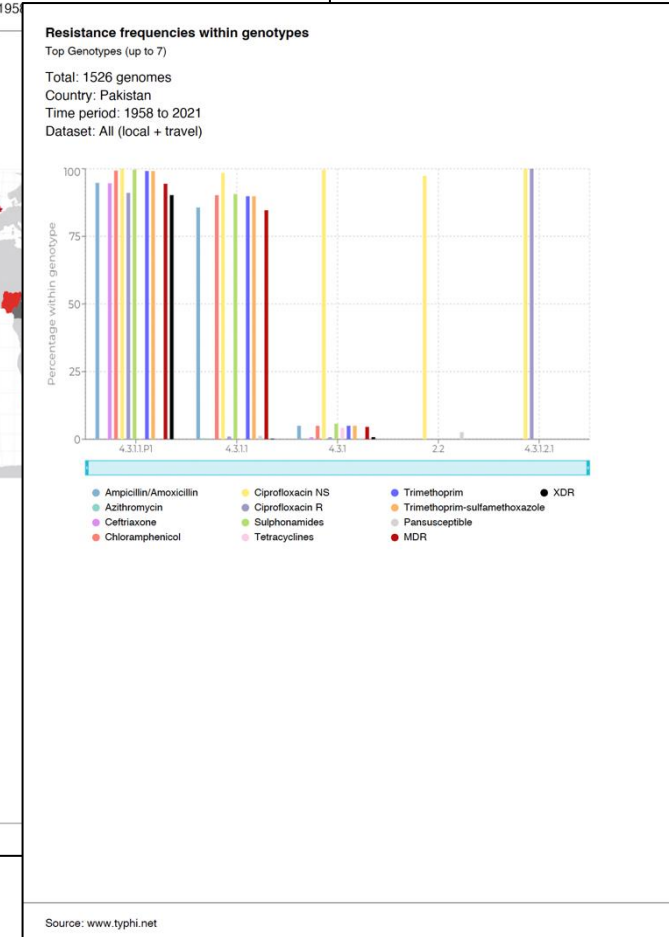 195
Resistance frequencies within genotypes
Top Genotypes (up to 7)
Total: 1526 genomes
Country: Pakistan
Time period: 1958 to 2021
Dataset: All (local + travel)
Percentage within genotype
100
75
50
25
0
4.3.1.1.P1 4.3.1.1 4.3.1 2.2 4.3.1.2.1
Ampicillin/Amoxicillin Ciprofloxacin NS Trimethoprim XDR
Azithromycin Ciprofloxacin R Trimethoprim-sulfamethoxazole
Ceftriaxone Sulphonamides Pansusceptible
Chloramphenicol Tetracyclines MDR
Source: www.typhi.net